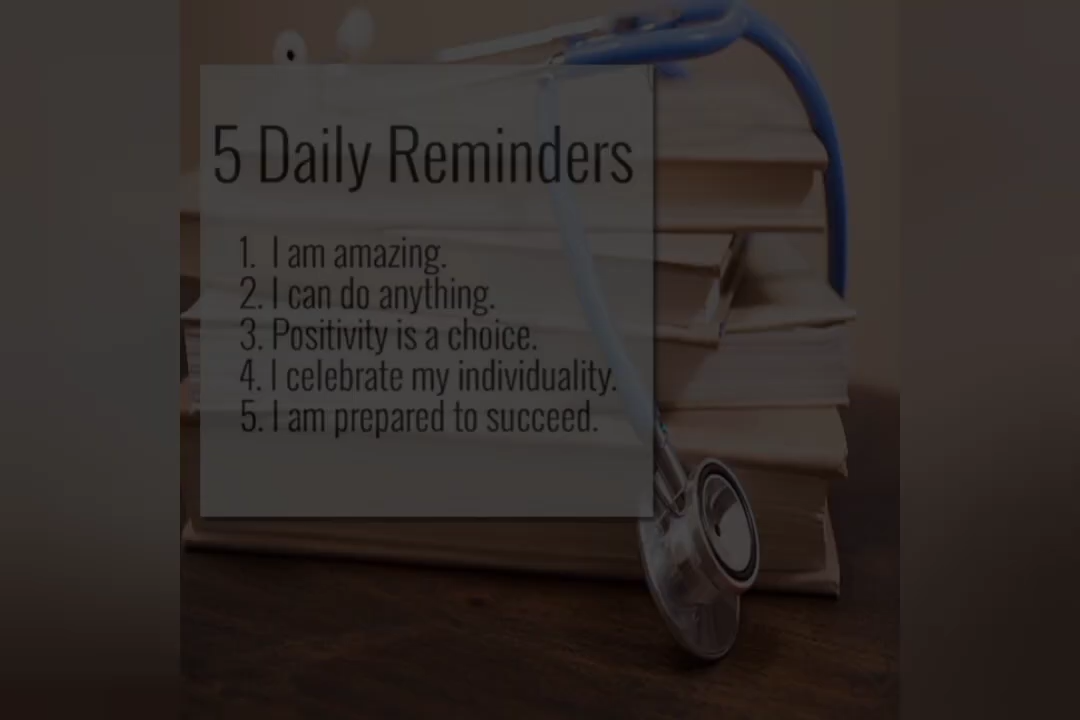 5 Daily Reminders
1. I am amazing.
2. I can do anything.
3. Positivity is a choice.
4. I celebrate my individuality.
5. I am prepared to succeed.